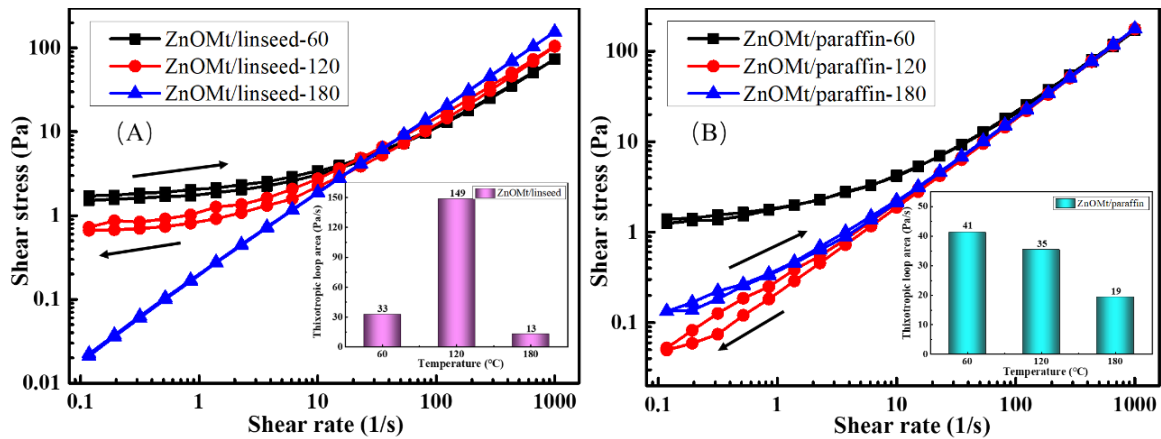 ZnOMt/linseed-60
ZnOMt/linseed-120
ZnOMt/linseed-180
(A)
Shear stress (Pa)
100
10
1
0.1
0.01
0.1 1 10 100 1000
Shear rate (1/s)
ZnOMt/linseed
Thixotropic loop area (Pa/s)
150
120
90
60
30
0
33
149
13
60 120 180
Temperature (°C)
ZnOMt/paraffin-60
ZnOMt/paraffin-120
ZnOMt/paraffin-180
(B)
Shear stress (Pa)
100
10
1
0.1
0.1 1 10 100 1000
Shear rate (1/s)
ZnOMt/paraffin
Thixotropic loop area (Pa/s)
50
40
30
20
10
0
41
35
19
60 120 180
Temperature (°C)